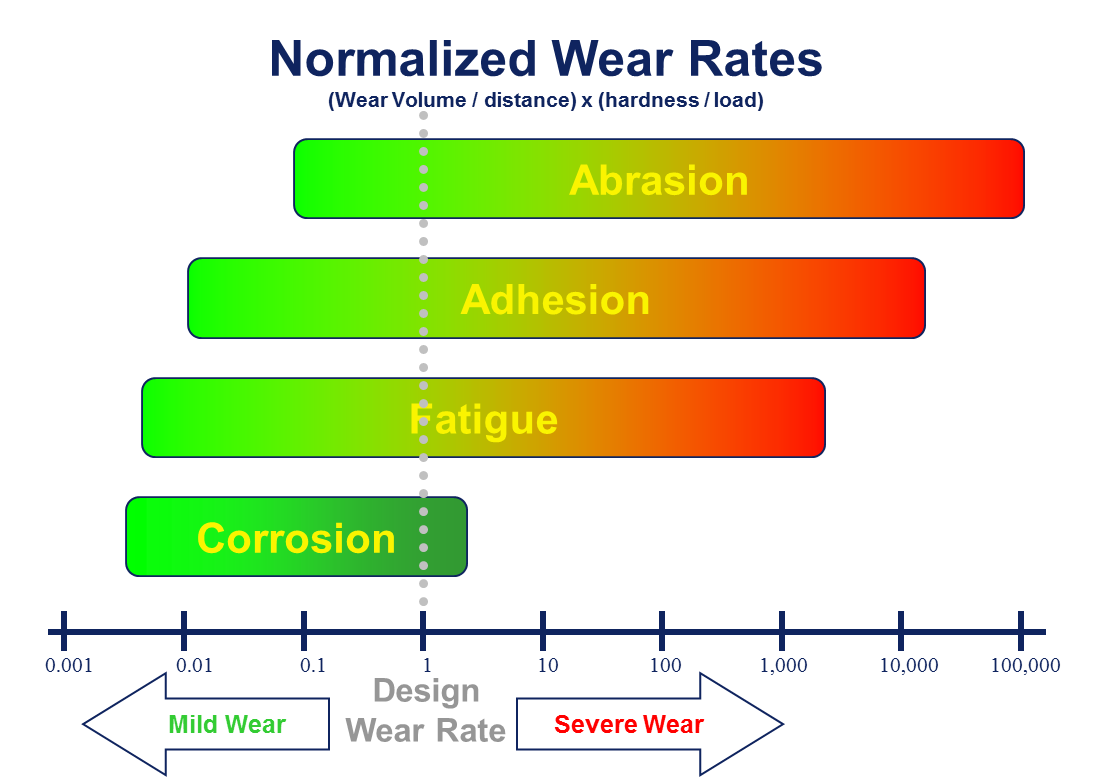 Normalized Wear Rates
(Wear Volume / distance) x (hardness / load)
Abrasion
Adhesion
Fatigue
Corrosion
0.001 0.01 0.1 1 10 100 1,000 10,000 100,000
Design
Wear Rate
Mild Wear
Severe Wear